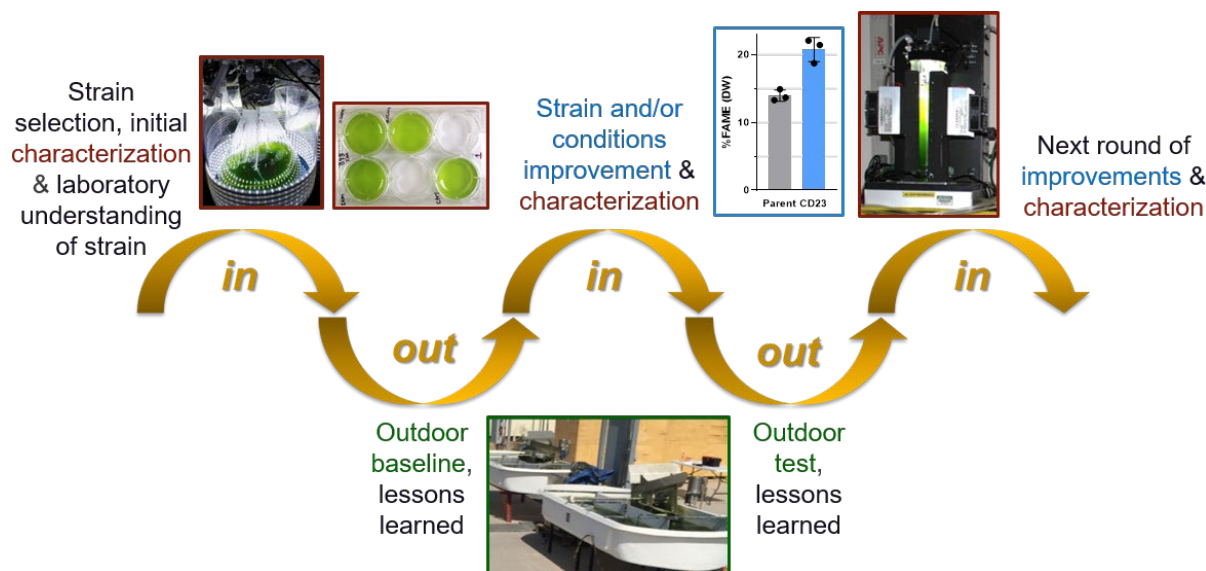 Strain
selection, initial
characterization
& laboratory
understanding
of strain
in
out
Outdoor
baseline,
lessons
learned
Strain and/or
conditions
improvement &
characterization
in
%FAME (DW)
20
10
0
Parent CD23
out
Outdoor
test,
lessons
learned
APC
Next round of
improvements &
characterization
in